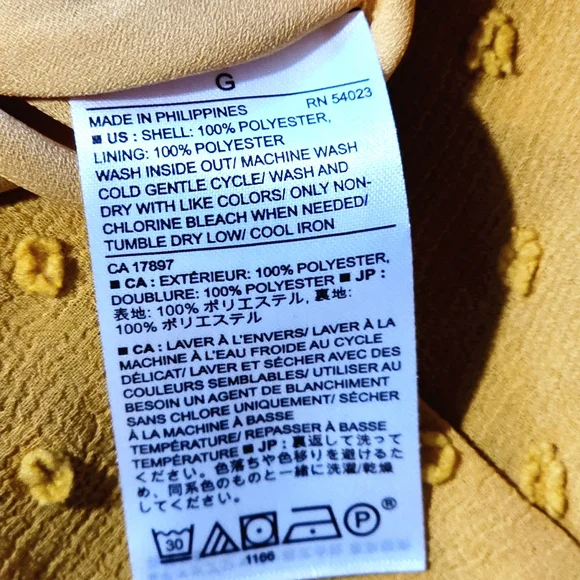 G
MADE IN PHILIPPINES RN 54023
■ US : SHELL: 100% POLYESTER,
LINING: 100% POLYESTER
WASH INSIDE OUT/ MACHINE WASH
COLD GENTLE CYCLE/ WASH AND
DRY WITH LIKE COLORS/ ONLY NON-
CHLORINE BLEACH WHEN NEEDED/
TUMBLE DRY LOW/ COOL IRON
CA 17897
■ CA : EXTÉRIEUR: 100% POLYESTER,
DOUBLURE: 100% POLYESTER ■ JP :
表地: 100% ポリエステル, 裏地:
100% ポリエステル
■ CA : LAVER À L'ENVERS/ LAVER À LA
MACHINE À L'EAU FROIDE AU CYCLE
DÉLICAT/ LAVER ET SÉCHER AVEC DES
COULEURS SEMBLABLES/ UTILISER AU
BESOIN UN AGENT DE BLANCHIMENT
SANS CHLORE UNIQUEMENT/ SÉCHER
À LA MACHINE À BASSE
TEMPÉRATURE/ REPASSER À BASSE
TEMPÉRATURE ■ JP : 裏返して洗って
ください。色落ちや色移りを避けるた
め、同系色のものと一緒に洗濯/乾燥
してください。
30 P ®
1166